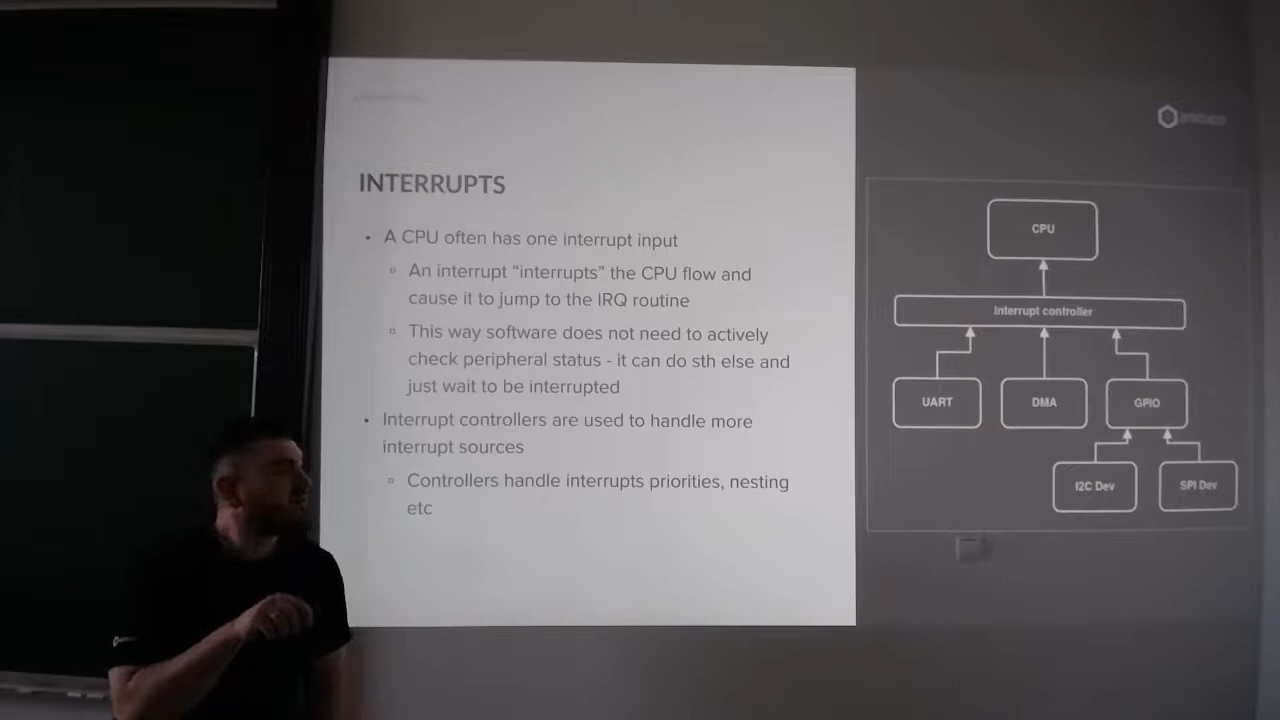 INTERRUPTS
• A CPU often has one interrupt input
▫ An interrupt “interrupts” the CPU flow and
cause it to jump to the IRQ routine
▫ This way software does not need to actively
check peripheral status - it can do sth else and
just wait to be interrupted
• Interrupt controllers are used to handle more
interrupt sources
▫ Controllers handle interrupts priorities, nesting
etc
CPU
Interrupt controller
UART
DMA
GPIO
I2C Dev
SPI Dev